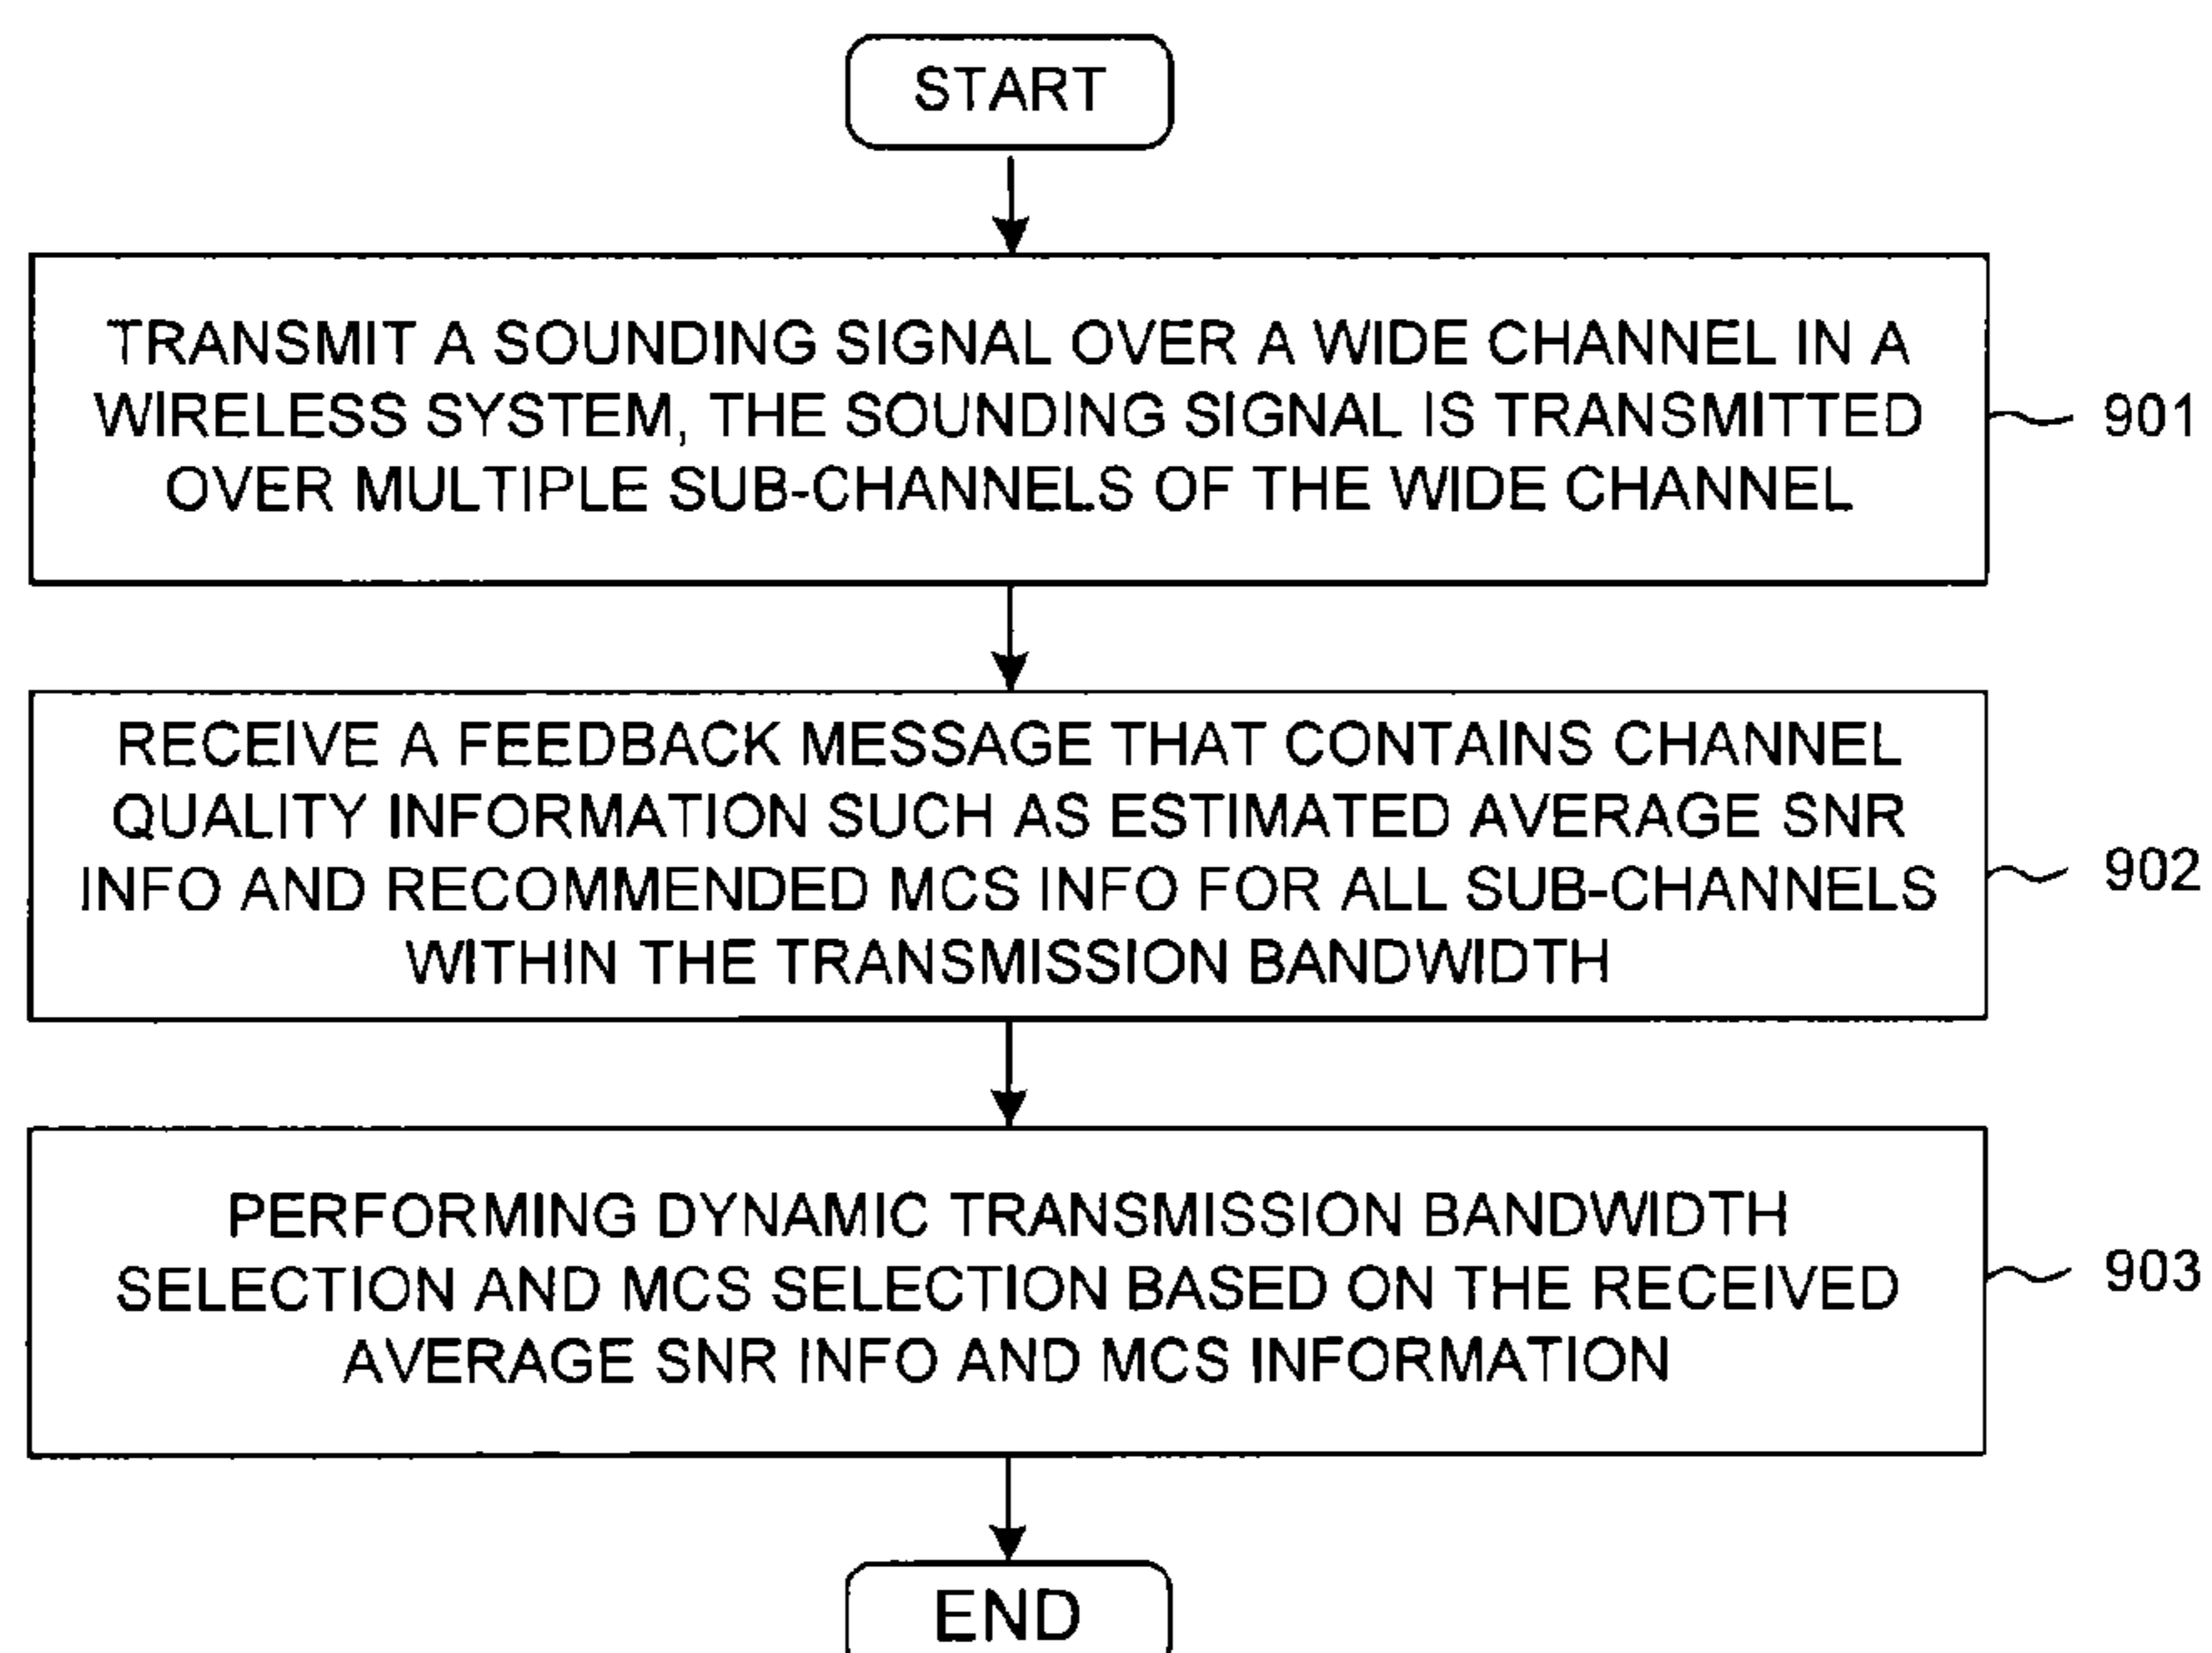 START
TRANSMIT A SOUNDING SIGNAL OVER A WIDE CHANNEL IN A
WIRELESS SYSTEM, THE SOUNDING SIGNAL IS TRANSMITTED
OVER MULTIPLE SUB-CHANNELS OF THE WIDE CHANNEL
901
RECEIVE A FEEDBACK MESSAGE THAT CONTAINS CHANNEL
QUALITY INFORMATION SUCH AS ESTIMATED AVERAGE SNR
INFO AND RECOMMENDED MCS INFO FOR ALL SUB-CHANNELS
WITHIN THE TRANSMISSION BANDWIDTH
902
PERFORMING DYNAMIC TRANSMISSION BANDWIDTH
SELECTION AND MCS SELECTION BASED ON THE RECEIVED
AVERAGE SNR INFO AND MCS INFORMATION
903
END